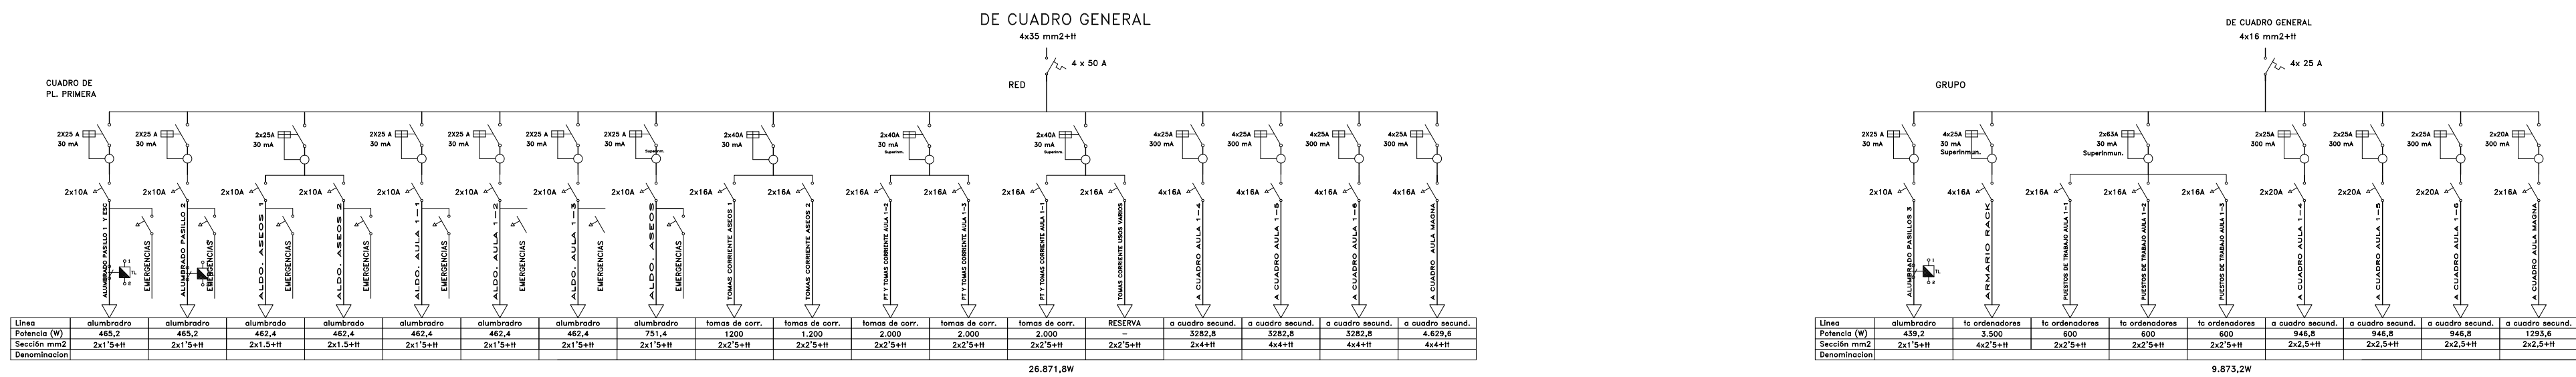 DE CUADRO GENERAL
4x35 mm2+tt
4 x 50 A
CUADRO DE
PL. PRIMERA
RED
2X25 A
30 mA
2X25 A
30 mA
2x25A
30 mA
2X25 A
30 mA
2X25 A
30 mA
2X25 A
30 mA
2X25 A
30 mA
Superinm.
2x40A
30 mA
2x40A
30 mA
Superinm.
2x40A
30 mA
Superinm.
4x25A
300 mA
4x25A
300 mA
4x25A
300 mA
4x25A
300 mA
2x10A 2x10A 2x10A 2x10A 2x10A 2x10A 2x10A 2x10A 2x16A 2x16A 2x16A 2x16A 2x16A 2x16A 4x16A 4x16A 4x16A 4x16A
ALUMBRADO PASILLO 1 Y ESC
EMERGENCIAS
1
TL
2
ALUMBRADO PASILLO 2
EMERGENCIAS
ALDO. ASEOS 1
EMERGENCIAS
ALDO. ASEOS 2
EMERGENCIAS
ALDO. AULA 1-1
EMERGENCIAS
ALDO. AULA 1-2
EMERGENCIAS
ALDO. AULA 1-3
EMERGENCIAS
ALDO. ASEOS
EMERGENCIAS
TOMAS CORRIENTE ASEOS 1
TOMAS CORRIENTE ASEOS 2
PT Y TOMAS CORRIENTE AULA 1-2
PT Y TOMAS CORRIENTE AULA 1-3
PT Y TOMAS CORRIENTE AULA 1-1
TOMAS CORRIENTE USOS VARIOS
A CUADRO AULA 1-4
A CUADRO AULA 1-5
A CUADRO AULA 1-6
A CUADRO AULA MAGNA
Línea alumbradro alumbradro alumbrado alumbrado alumbradro alumbradro alumbradro alumbradro tomas de corr. tomas de corr. tomas de corr. tomas de corr. tomas de corr. RESERVA a cuadro secund. a cuadro secund. a cuadro secund. a cuadro secund.
Potencia (W) 465,2 465,2 462,4 462,4 462,4 462,4 462,4 751,4 1200 1.200 2.000 2.000 2.000 - 3282,8 3282,8 3282,8 4.629,6
Sección mm2 2x1'5+tt 2x1'5+tt 2x1.5+tt 2x1.5+tt 2x1'5+tt 2x1'5+tt 2x1'5+tt 2x1'5+tt 2x2'5+tt 2x2'5+tt 2x2'5+tt 2x2'5+tt 2x2'5+tt 2x2'5+tt 2x4+tt 4x4+tt 4x4+tt 4x4+tt
Denominacion
26.871,8W
DE CUADRO GENERAL
4x16 mm2+tt
4x 25 A
GRUPO
2X25 A
30 mA
4x25A
30 mA
Superinmun.
2x63A
30 mA
Superinmun.
2x25A
300 mA
2x25A
300 mA
2x25A
300 mA
2x20A
300 mA
2x10A 4x16A 2x16A 2x16A 2x16A 2x20A 2x20A 2x20A 2x16A
ALUMBRADO PASILLOS 3
1
TL
2
ARMARIO RACK
PUESTOS DE TRABAJO AULA 1-1
PUESTOS DE TRABAJO AULA 1-2
PUESTOS DE TRABAJO AULA 1-3
A CUADRO AULA 1-4
A CUADRO AULA 1-5
A CUADRO AULA 1-6
A CUADRO AULA MAGNA
Línea alumbradro tc ordenadores tc ordenadores tc ordenadores tc ordenadores a cuadro secund. a cuadro secund. a cuadro secund. a cuadro secund.
Potencia (W) 439,2 3.500 600 600 600 946,8 946,8 946,8 1293,6
Sección mm2 2x1'5+tt 4x2'5+tt 2x2'5+tt 2x2'5+tt 2x2'5+tt 2x2,5+tt 2x2,5+tt 2x2,5+tt 2x2,5+tt
Denominacion
9.873,2W